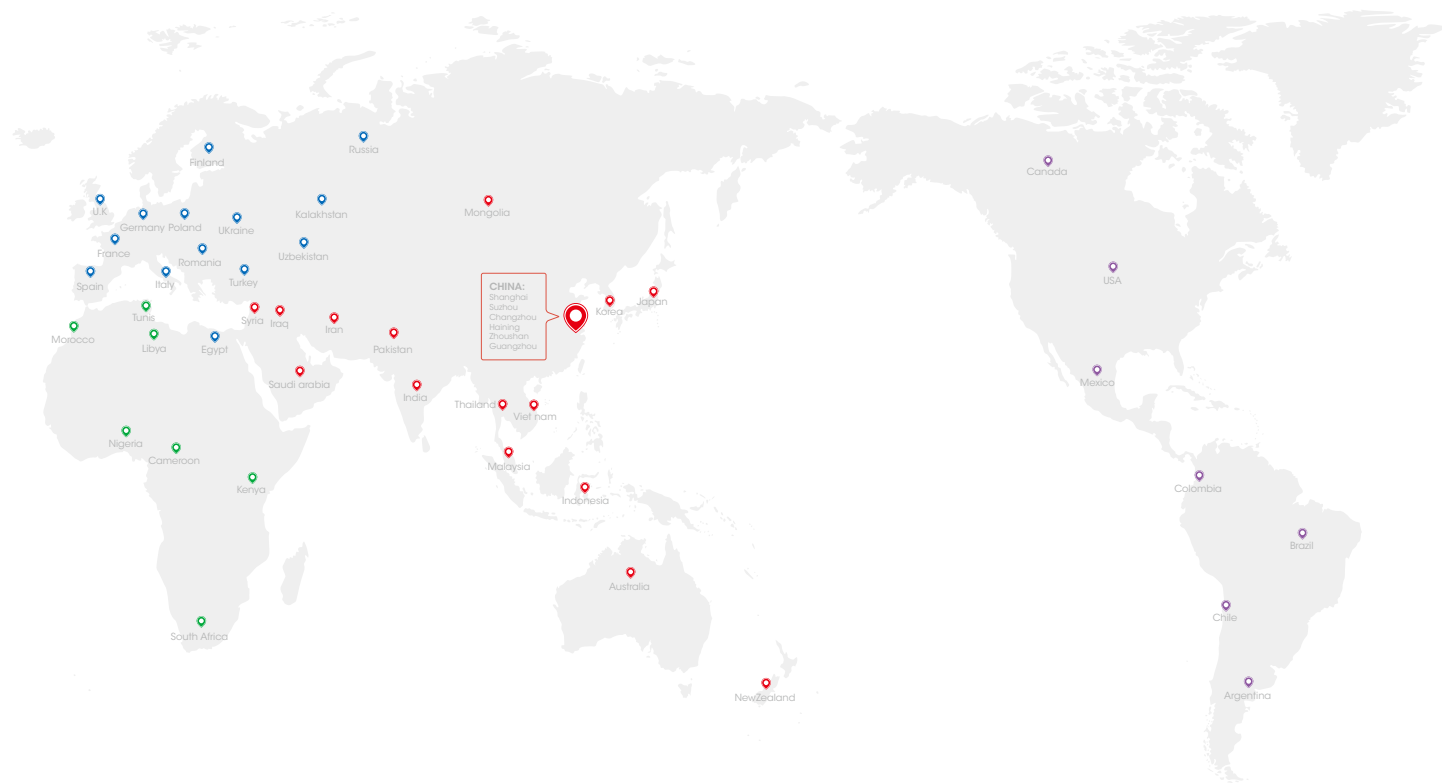 Russia
Finland
Canada
U.K
Mongolia
Kalakhstan
Germany
Poland
UKraine
France
Romania
Uzbekistan
USA
Spain
Italy
Turkey
CHINA:
Shanghai
Suzhou
Changzhou
Haining
Zhoushan
Guangzhou
Japan
Korea
Tunis
Syria
Iraq
Iran
Morocco
Libya
Egypt
Pakistan
Saudi arabia
Mexico
India
Thailand
Viet nam
Nigeria
Cameroon
Malaysia
Kenya
Colombia
Indonesia
Brazil
Australia
Chile
South Africa
Argentina
NewZealand